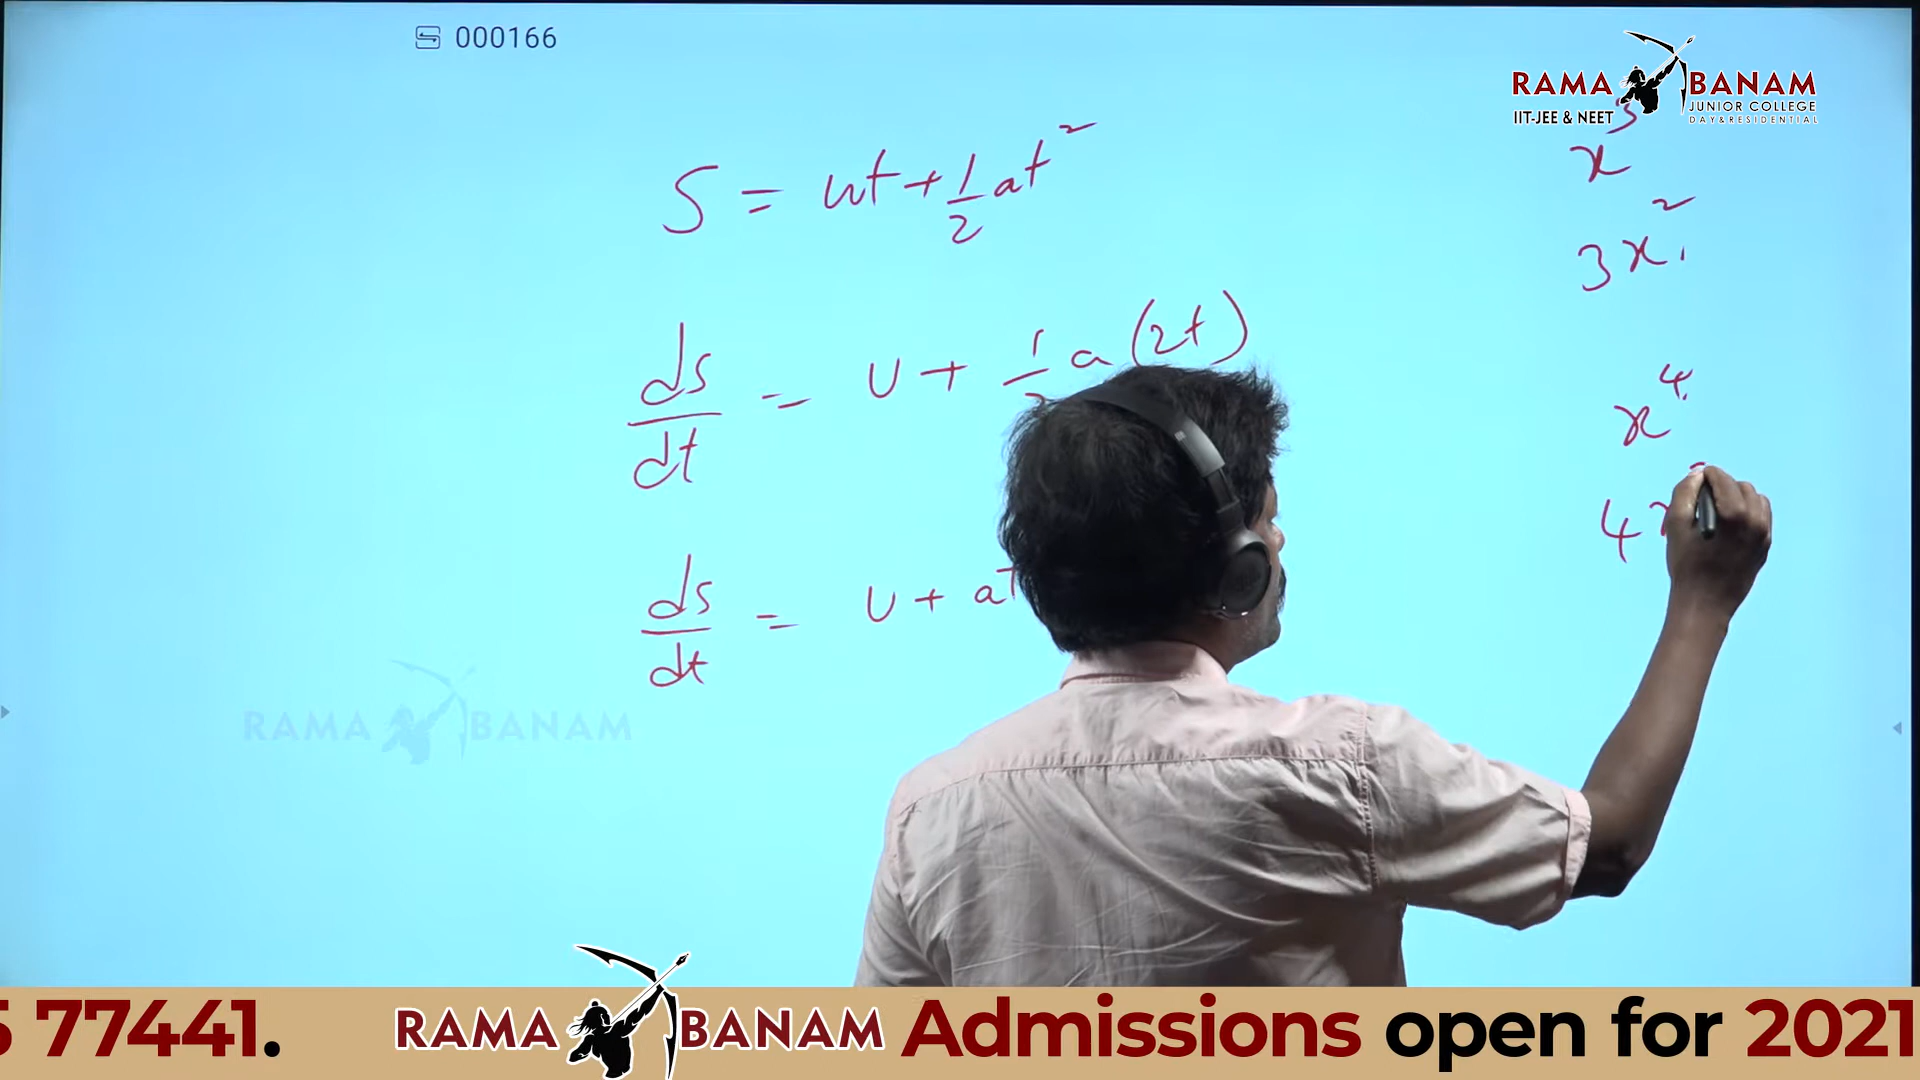 000166
RAMA BANAM
JUNIOR COLLEGE
IIT-JEE & NEET
DAY & RESIDENTIAL
S = ut + 1/2 at²
x³
3x².
ds/dt = u + 1/2 a (2t)
x⁴.
4x
ds/dt = u + at
RAMA BANAM
77441. RAMA BANAM Admissions open for 2021